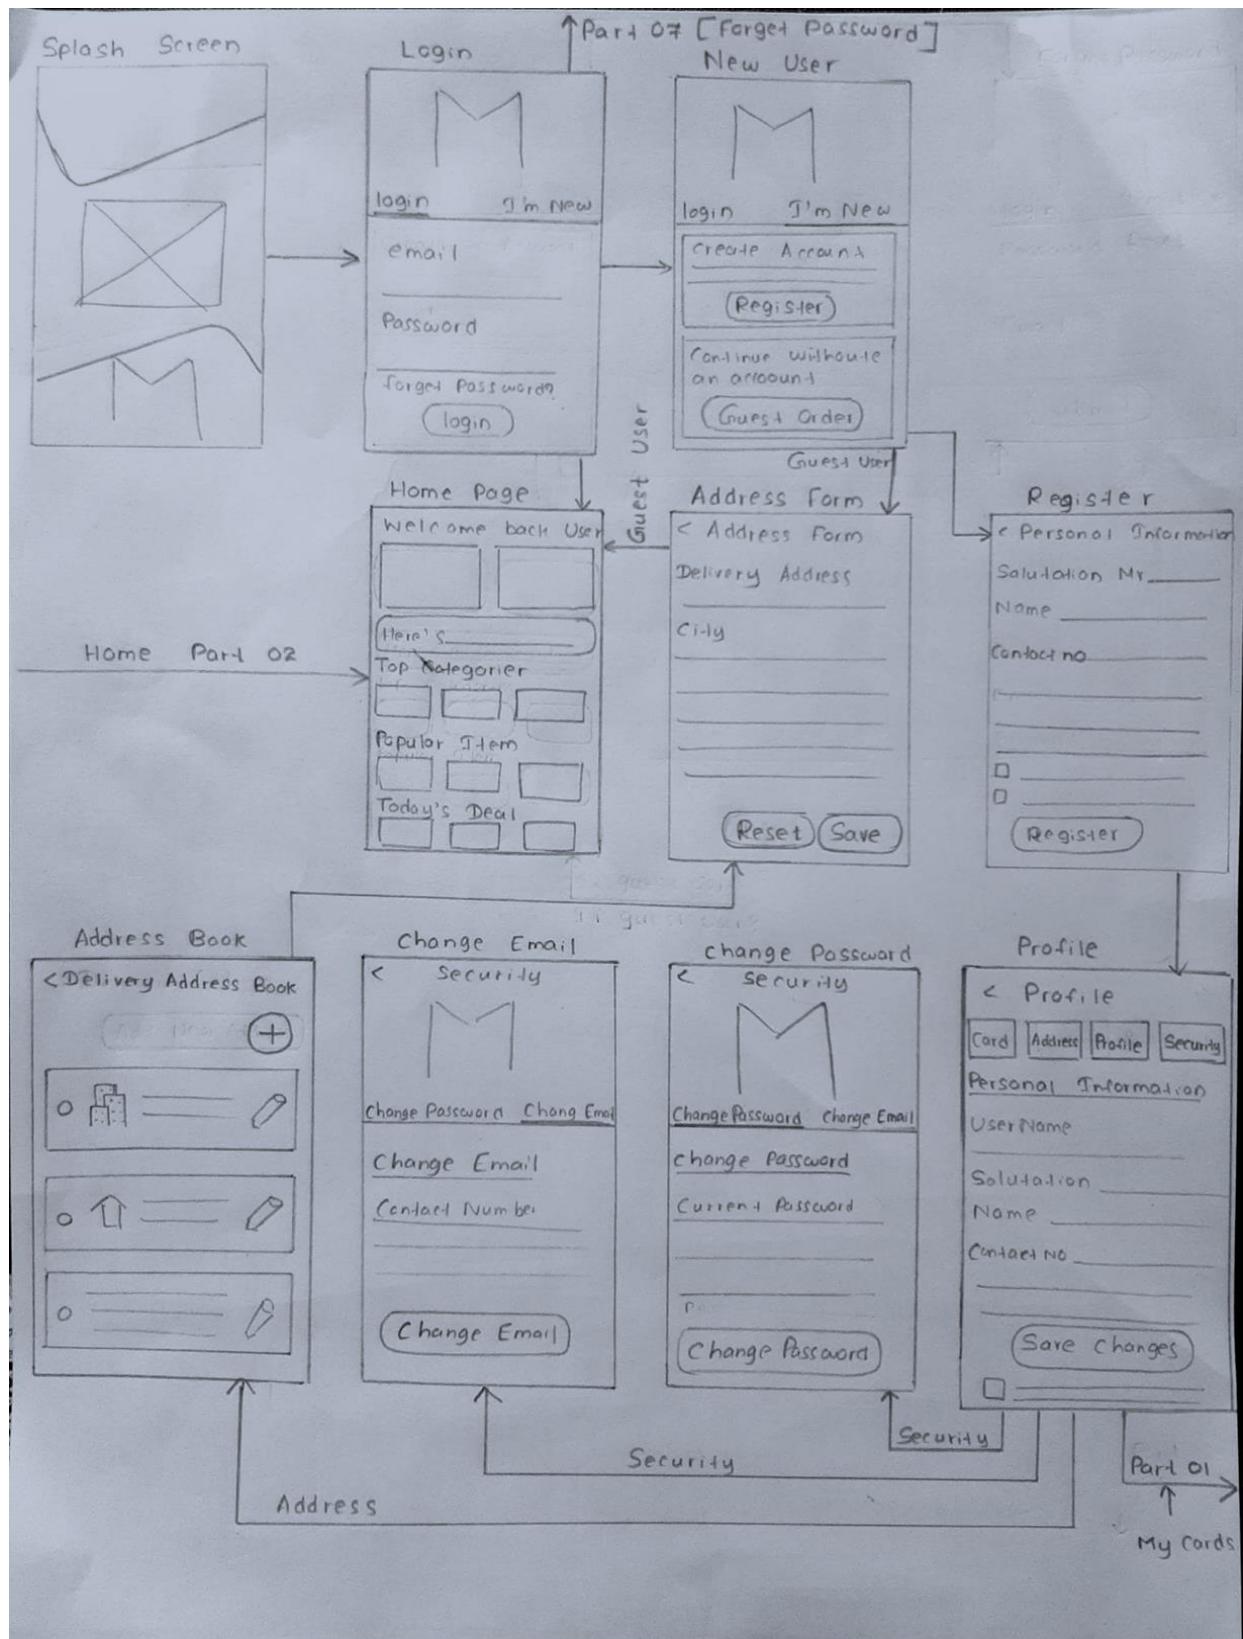 Splash Screen
Login
Part 07 [Forget Password]
New User
M
login I'm New
email
Password
Forget Password?
login
M
login I'm New
Create Account
Register
Continue withoute
an account
Guest Order
M
Guest User
Guest User
Home Page
Welcome back User
Here's
Top Kategorier
Popular Item
Today's Deal
Home Part 02
Address Form
< Address Form
Delivery Address
City
Reset Save
Register
< Personal Information
Salutation Mr
Name
Contact no
Register
Address Book
< Delivery Address Book
+
Change Email
< Security
M
Change Password Chang Email
Change Email
Contact Number
Change Email
Change Password
< Security
M
Change Password Change Email
Change Password
Current Password
Change Password
Profile
< Profile
Card Address Profile Security
Personal Information
UserName
Salutation
Name
Contact No
Save Changes
Security
Security
Address
Part 01
My Cards